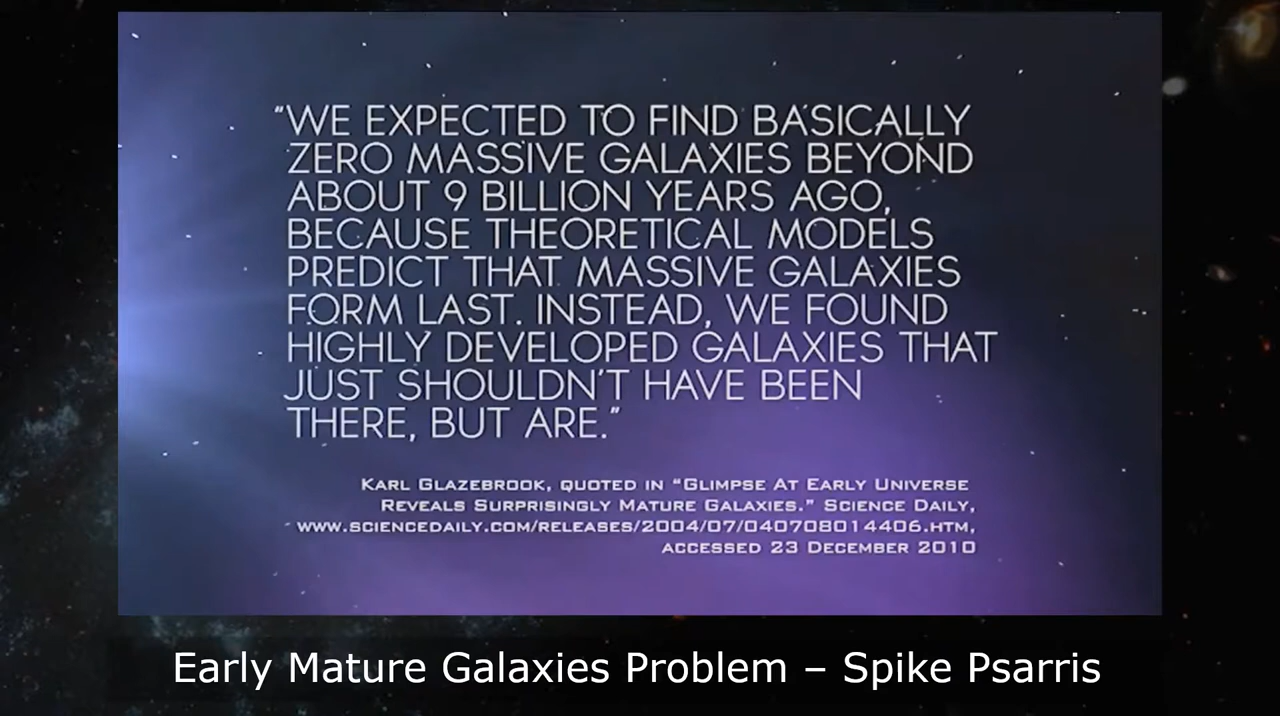 “WE EXPECTED TO FIND BASICALLY
ZERO MASSIVE GALAXIES BEYOND
ABOUT 9 BILLION YEARS AGO,
BECAUSE THEORETICAL MODELS
PREDICT THAT MASSIVE GALAXIES
FORM LAST. INSTEAD, WE FOUND
HIGHLY DEVELOPED GALAXIES THAT
JUST SHOULDN’T HAVE BEEN
THERE, BUT ARE.”
KARL GLAZEBROOK, QUOTED IN “GLIMPSE AT EARLY UNIVERSE
REVEALS SURPRISINGLY MATURE GALAXIES.” SCIENCE DAILY,
WWW.SCIENCEDAILY.COM/RELEASES/2004/07/040708014406.HTM,
ACCESSED 23 DECEMBER 2010
Early Mature Galaxies Problem – Spike Psarris